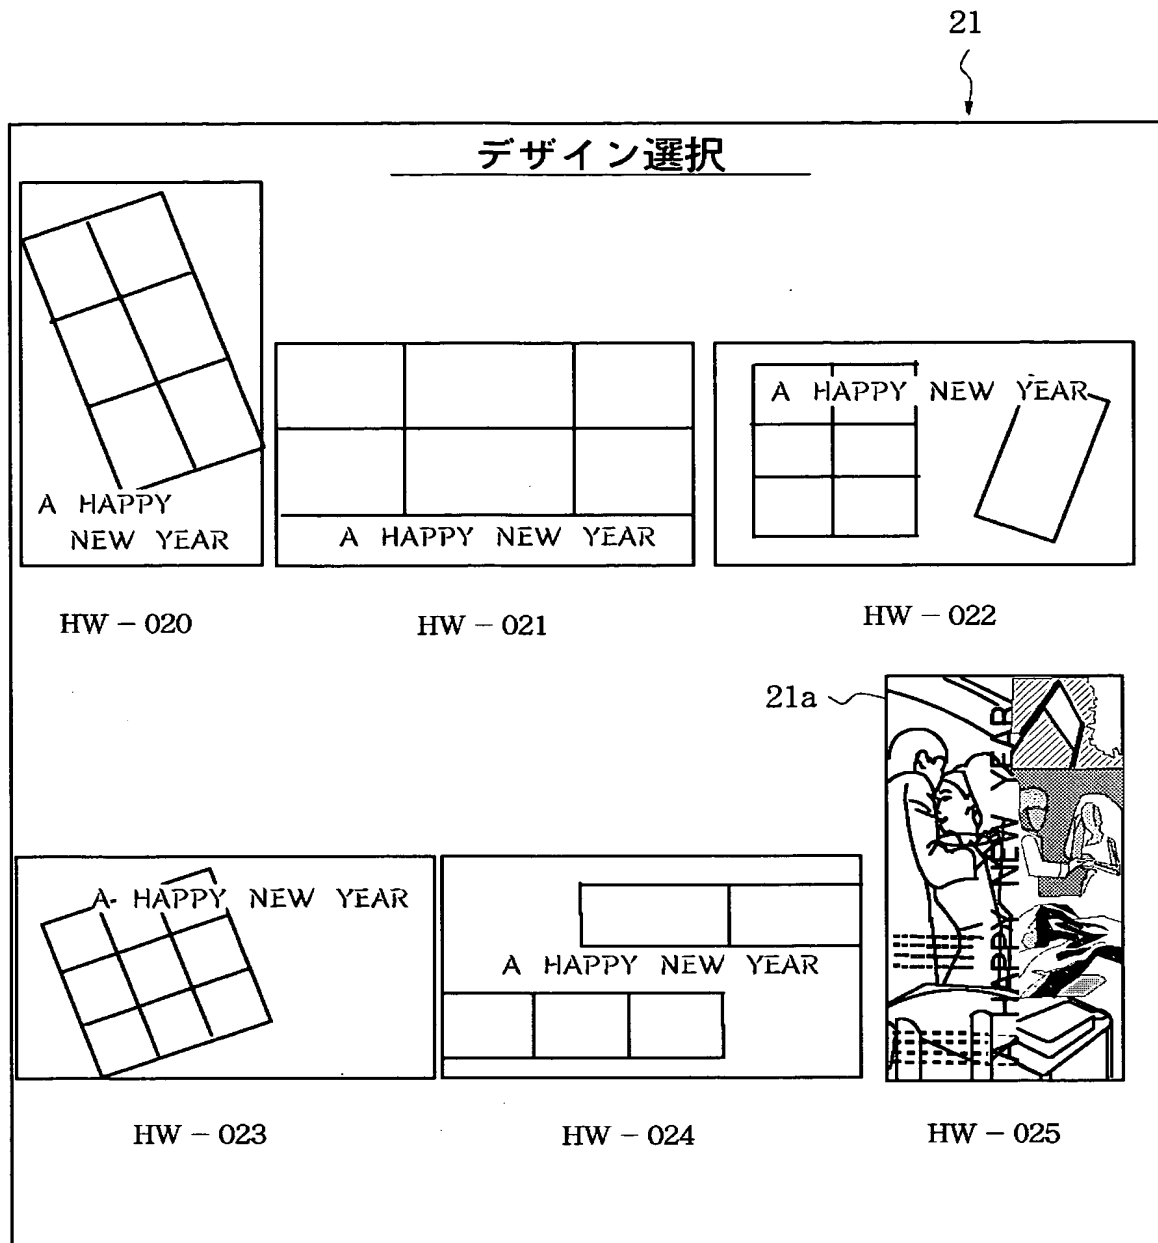 21
デザイン選択
A HAPPY
NEW YEAR
HW-020
A HAPPY NEW YEAR
HW-021
A HAPPY NEW YEAR
HW-022
A HAPPY NEW YEAR
HW-023
A HAPPY NEW YEAR
HW-024
21a
A HAPPY NEW YEAR
HW-025